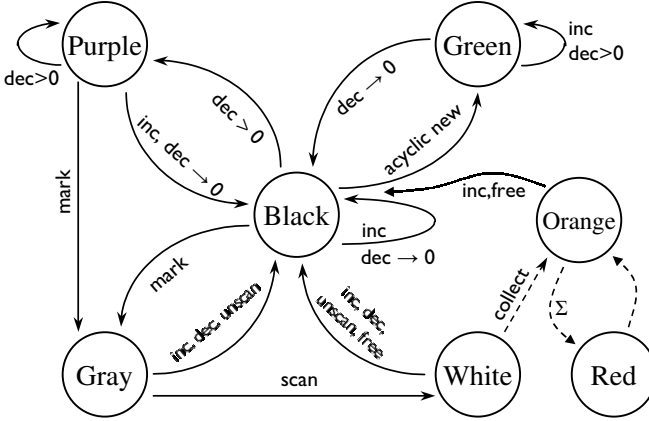 Purple
dec>0
Green
inc
dec>0
dec → 0
dec > 0
inc, dec → 0
acyclic new
mark
Black
inc
dec → 0
inc,free
Orange
mark
inc, dec, unscan
inc, dec,
unscan, free
collect
Σ
Gray
scan
White
Red